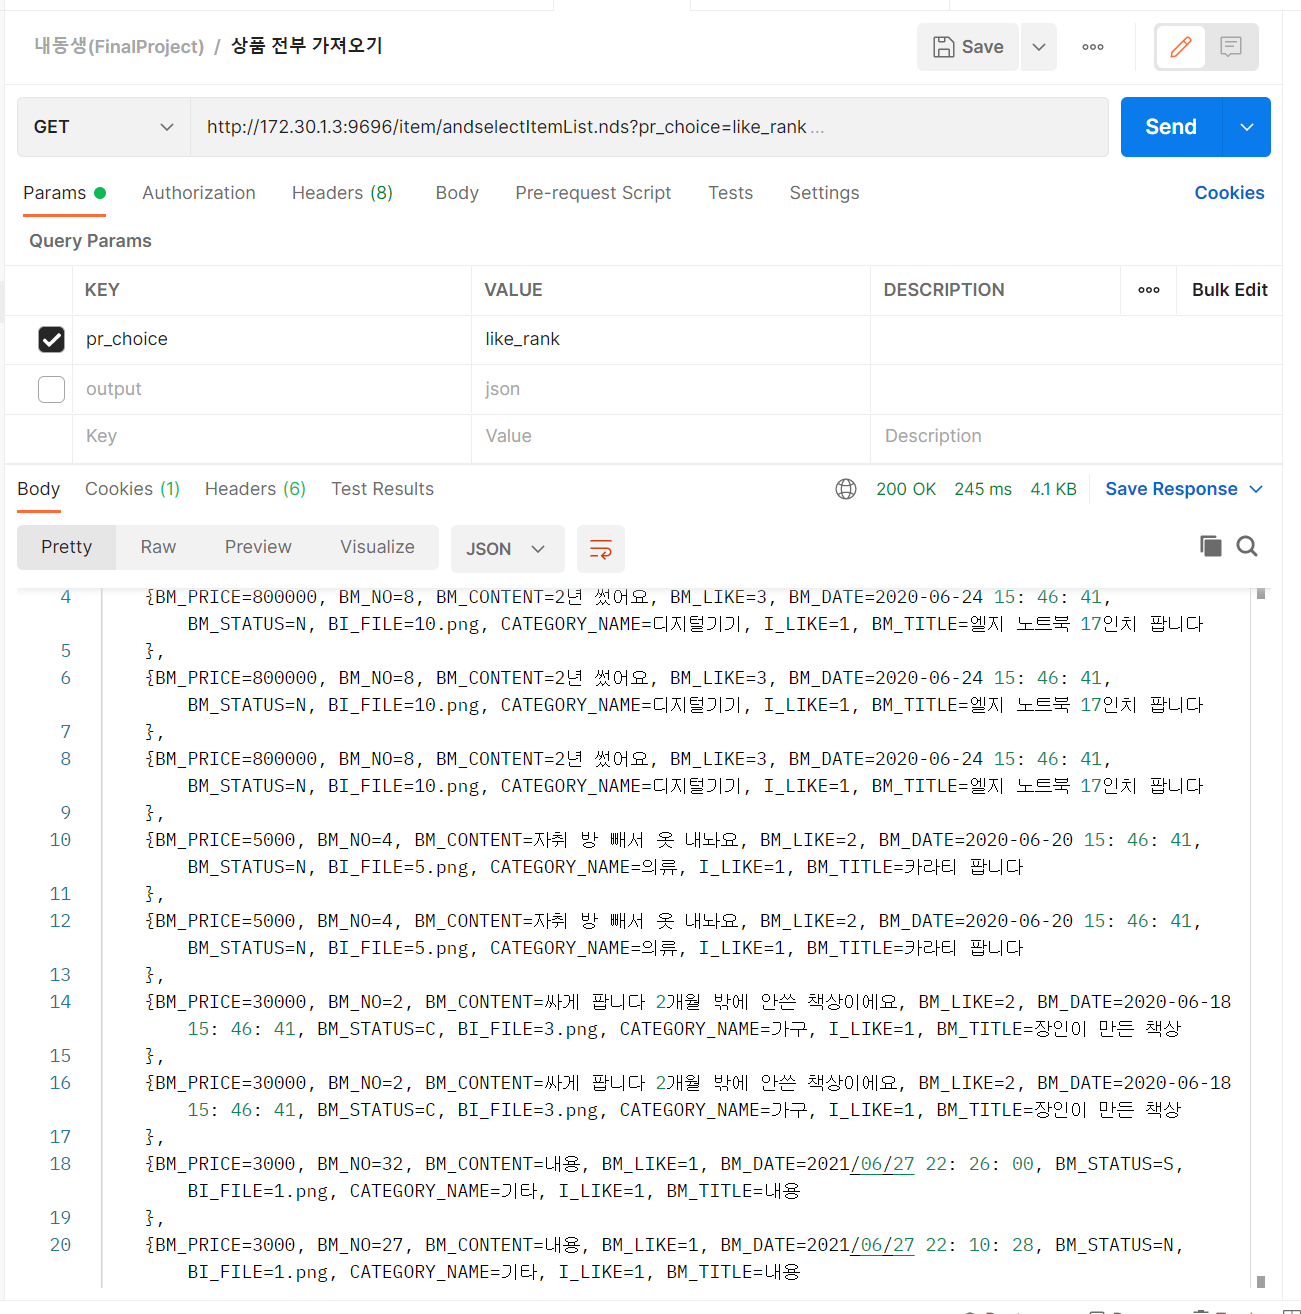 내동생(FinalProject) / 상품 전부 가져오기
Save
GET
http://172.30.1.3:9696/item/andselectItemList.nds?pr_choice=like_rank ...
Send
Params Authorization Headers (8) Body Pre-request Script Tests Settings Cookies
Query Params
KEY VALUE DESCRIPTION Bulk Edit
pr_choice like_rank
output json
Key Value Description
Body Cookies (1) Headers (6) Test Results 200 OK 245 ms 4.1 KB Save Response
Pretty Raw Preview Visualize JSON
4 {BM_PRICE=800000, BM_NO=8, BM_CONTENT=2년 썼어요, BM_LIKE=3, BM_DATE=2020-06-24 15: 46: 41,
BM_STATUS=N, BI_FILE=10.png, CATEGORY_NAME=디지털기기, I_LIKE=1, BM_TITLE=엘지 노트북 17인치 팝니다
5 },
6 {BM_PRICE=800000, BM_NO=8, BM_CONTENT=2년 썼어요, BM_LIKE=3, BM_DATE=2020-06-24 15: 46: 41,
BM_STATUS=N, BI_FILE=10.png, CATEGORY_NAME=디지털기기, I_LIKE=1, BM_TITLE=엘지 노트북 17인치 팝니다
7 },
8 {BM_PRICE=800000, BM_NO=8, BM_CONTENT=2년 썼어요, BM_LIKE=3, BM_DATE=2020-06-24 15: 46: 41,
BM_STATUS=N, BI_FILE=10.png, CATEGORY_NAME=디지털기기, I_LIKE=1, BM_TITLE=엘지 노트북 17인치 팝니다
9 },
10 {BM_PRICE=5000, BM_NO=4, BM_CONTENT=자취 방 빼서 옷 내놔요, BM_LIKE=2, BM_DATE=2020-06-20 15: 46: 41,
BM_STATUS=N, BI_FILE=5.png, CATEGORY_NAME=의류, I_LIKE=1, BM_TITLE=카라티 팝니다
11 },
12 {BM_PRICE=5000, BM_NO=4, BM_CONTENT=자취 방 빼서 옷 내놔요, BM_LIKE=2, BM_DATE=2020-06-20 15: 46: 41,
BM_STATUS=N, BI_FILE=5.png, CATEGORY_NAME=의류, I_LIKE=1, BM_TITLE=카라티 팝니다
13 },
14 {BM_PRICE=30000, BM_NO=2, BM_CONTENT=싸게 팝니다 2개월 밖에 안쓴 책상이에요, BM_LIKE=2, BM_DATE=2020-06-18
15: 46: 41, BM_STATUS=C, BI_FILE=3.png, CATEGORY_NAME=가구, I_LIKE=1, BM_TITLE=장인이 만든 책상
15 },
16 {BM_PRICE=30000, BM_NO=2, BM_CONTENT=싸게 팝니다 2개월 밖에 안쓴 책상이에요, BM_LIKE=2, BM_DATE=2020-06-18
15: 46: 41, BM_STATUS=C, BI_FILE=3.png, CATEGORY_NAME=가구, I_LIKE=1, BM_TITLE=장인이 만든 책상
17 },
18 {BM_PRICE=3000, BM_NO=32, BM_CONTENT=내용, BM_LIKE=1, BM_DATE=2021/06/27 22: 26: 00, BM_STATUS=S,
BI_FILE=1.png, CATEGORY_NAME=기타, I_LIKE=1, BM_TITLE=내용
19 },
20 {BM_PRICE=3000, BM_NO=27, BM_CONTENT=내용, BM_LIKE=1, BM_DATE=2021/06/27 22: 10: 28, BM_STATUS=N,
BI_FILE=1.png, CATEGORY_NAME=기타, I_LIKE=1, BM_TITLE=내용